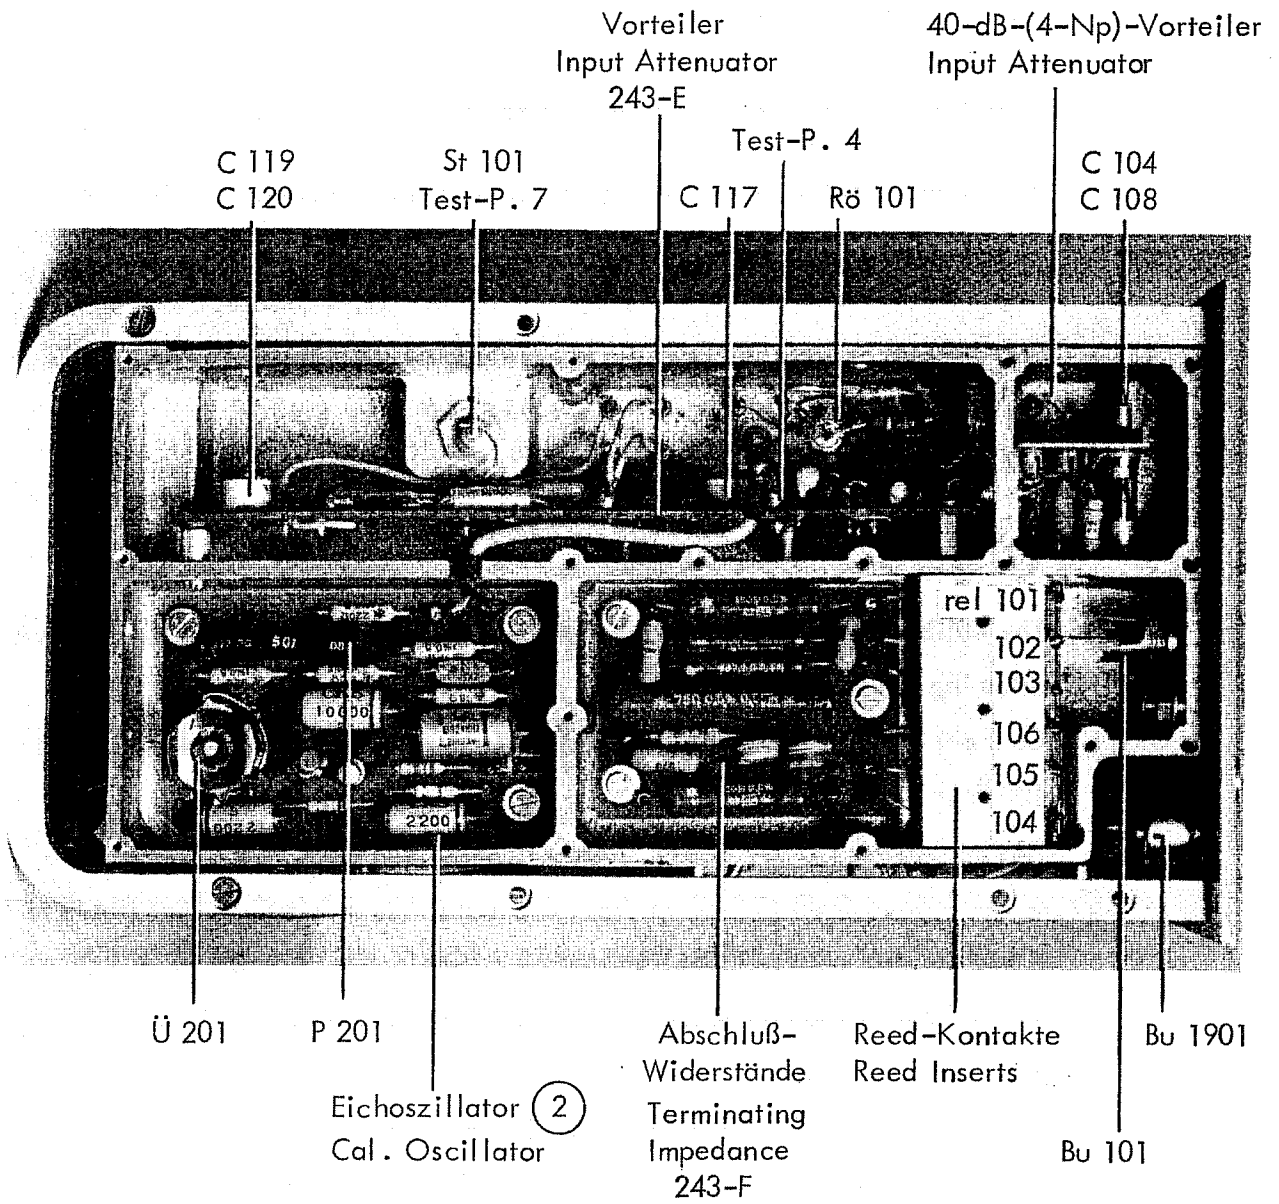 Vorteiler
Input Attenuator
243-E
40-dB-(4-Np)-Vorteiler
Input Attenuator
C 119
C 120
St 101
Test-P. 7
C 117
Test-P. 4
Rö 101
C 104
C 108
rel 101
102
103
106
105
104
501
10000
2200
Ü 201
P 201
Eichoszillator 2
Cal. Oscillator
Abschluß-
Widerstände
Terminating
Impedance
243-F
Reed-Kontakte
Reed Inserts
Bu 1901
Bu 101